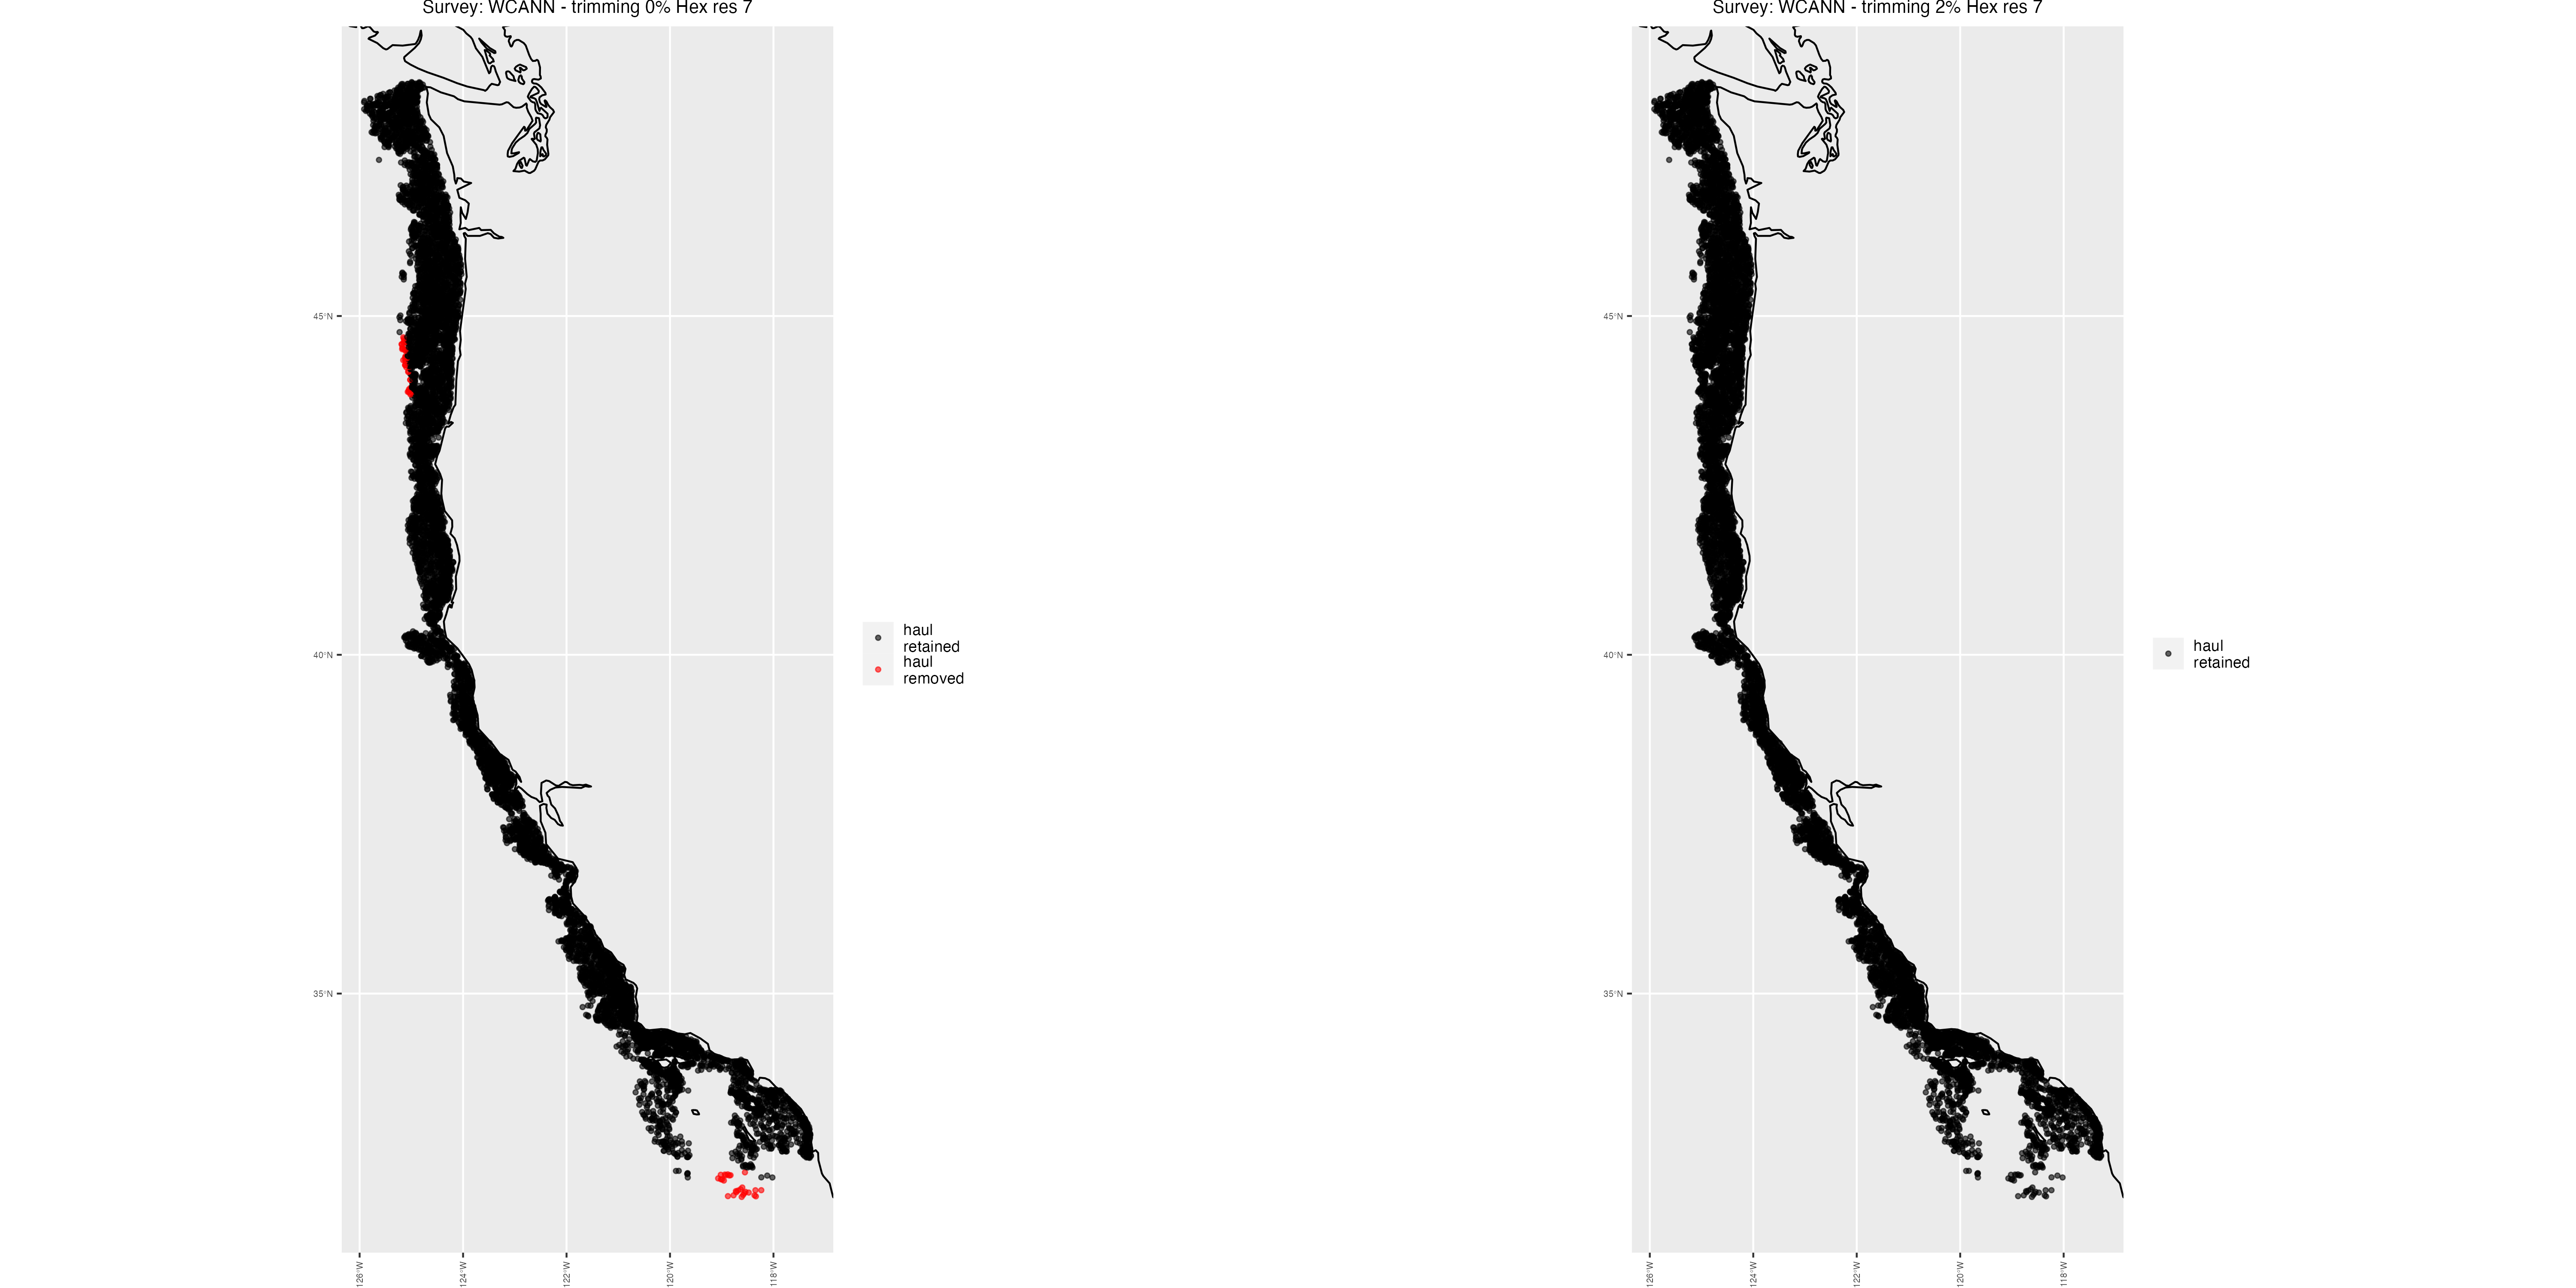 Survey: WCANN - trimming 0% Hex res 7
45°N
40°N
35°N
126°W
124°W
122°W
120°W
118°W
haul
retained
haul
removed
Survey: WCANN - trimming 2% Hex res 7
45°N
40°N
35°N
126°W
124°W
122°W
120°W
118°W
haul
retained